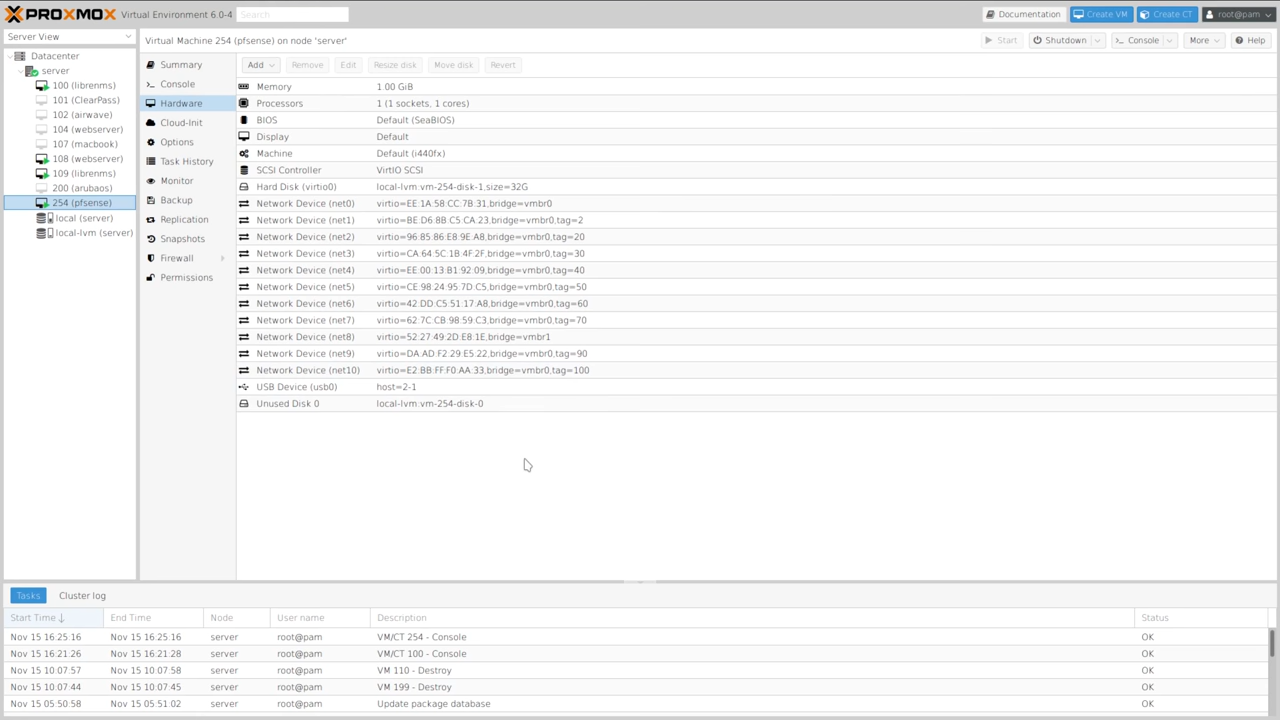 PROXMOX Virtual Environment 6.0-4 Search Documentation Create VM Create CT root@pam
Server View Virtual Machine 254 (pfsense) on node 'server' Start Shutdown Console More Help
Datacenter
server
100 (librenms)
101 (ClearPass)
102 (airwave)
104 (webserver)
107 (macbook)
108 (webserver)
109 (librenms)
200 (arubaos)
254 (pfsense)
local (server)
local-lvm (server)
Summary
Console
Hardware
Cloud-Init
Options
Task History
Monitor
Backup
Replication
Snapshots
Firewall
Permissions
Add Remove Edit Resize disk Move disk Revert
Memory 1.00 GiB
Processors 1 (1 sockets, 1 cores)
BIOS Default (SeaBIOS)
Display Default
Machine Default (i440fx)
SCSI Controller VirtIO SCSI
Hard Disk (virtio0) local-lvm:vm-254-disk-1,size=32G
Network Device (net0) virtio=EE:1A:58:CC:7B:31,bridge=vmbr0
Network Device (net1) virtio=BE:D6:8B:C5:CA:23,bridge=vmbr0,tag=2
Network Device (net2) virtio=96:85:86:E8:9E:A8,bridge=vmbr0,tag=20
Network Device (net3) virtio=CA:64:5C:1B:4F:2F,bridge=vmbr0,tag=30
Network Device (net4) virtio=EE:00:13:B1:92:09,bridge=vmbr0,tag=40
Network Device (net5) virtio=CE:98:24:95:7D:C5,bridge=vmbr0,tag=50
Network Device (net6) virtio=42:DD:C5:51:17:A8,bridge=vmbr0,tag=60
Network Device (net7) virtio=62:7C:CB:98:59:C3,bridge=vmbr0,tag=70
Network Device (net8) virtio=52:27:49:2D:E8:1E,bridge=vmbr1
Network Device (net9) virtio=DA:AD:F2:29:E5:22,bridge=vmbr0,tag=90
Network Device (net10) virtio=E2:BB:FF:F0:AA:33,bridge=vmbr0,tag=100
USB Device (usb0) host=2-1
Unused Disk 0 local-lvm:vm-254-disk-0
Tasks Cluster log
Start Time End Time Node User name Description Status
Nov 15 16:25:16 Nov 15 16:25:16 server root@pam VM/CT 254 - Console OK
Nov 15 16:21:26 Nov 15 16:21:28 server root@pam VM/CT 100 - Console OK
Nov 15 10:07:57 Nov 15 10:07:58 server root@pam VM 110 - Destroy OK
Nov 15 10:07:44 Nov 15 10:07:45 server root@pam VM 199 - Destroy OK
Nov 15 05:50:58 Nov 15 05:51:02 server root@pam Update package database OK